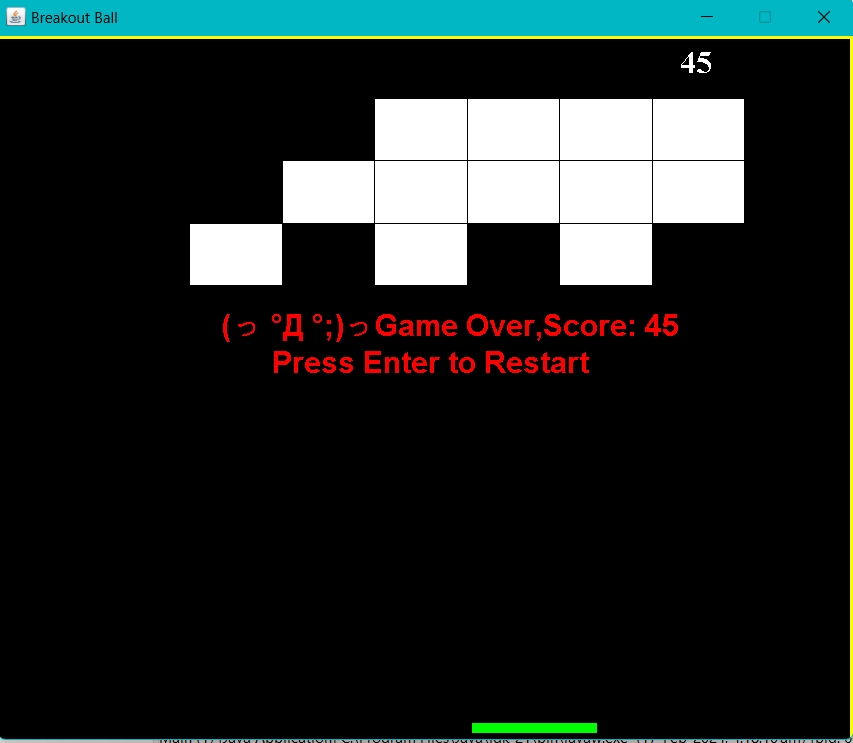 Breakout Ball
45
(っ °Д °;)っGame Over,Score: 45
Press Enter to Restart